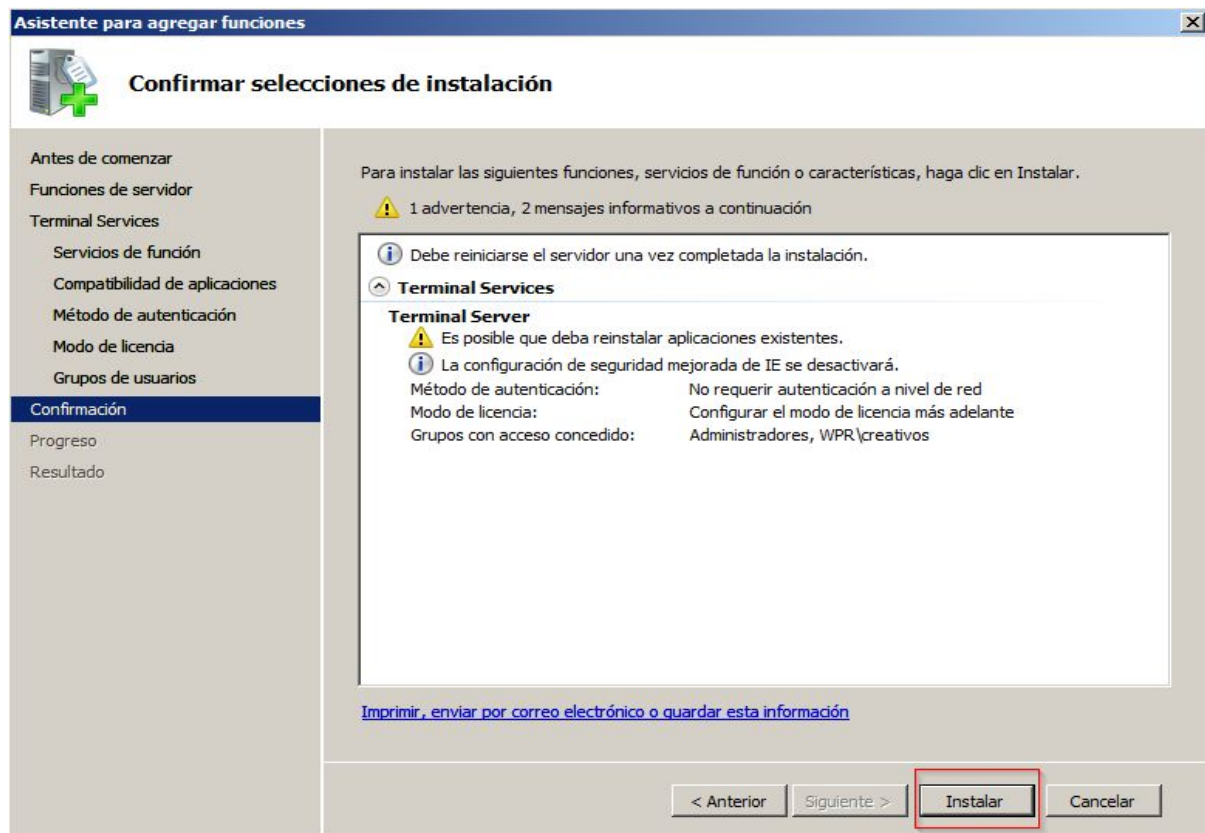 Asistente para agregar funciones
Confirmar selecciones de instalación
Antes de comenzar
Funciones de servidor
Terminal Services
Servicios de función
Compatibilidad de aplicaciones
Método de autenticación
Modo de licencia
Grupos de usuarios
Confirmación
Progreso
Resultado
Para instalar las siguientes funciones, servicios de función o características, haga clic en Instalar.
1 advertencia, 2 mensajes informativos a continuación
Debe reiniciarse el servidor una vez completada la instalación.
Terminal Services
Terminal Server
Es posible que deba reinstalar aplicaciones existentes.
La configuración de seguridad mejorada de IE se desactivará.
Método de autenticación: No requerir autenticación a nivel de red
Modo de licencia: Configurar el modo de licencia más adelante
Grupos con acceso concedido: Administradores, WPR\creativos
Imprimir, enviar por correo electrónico o guardar esta información
< Anterior Siguiente > Instalar Cancelar